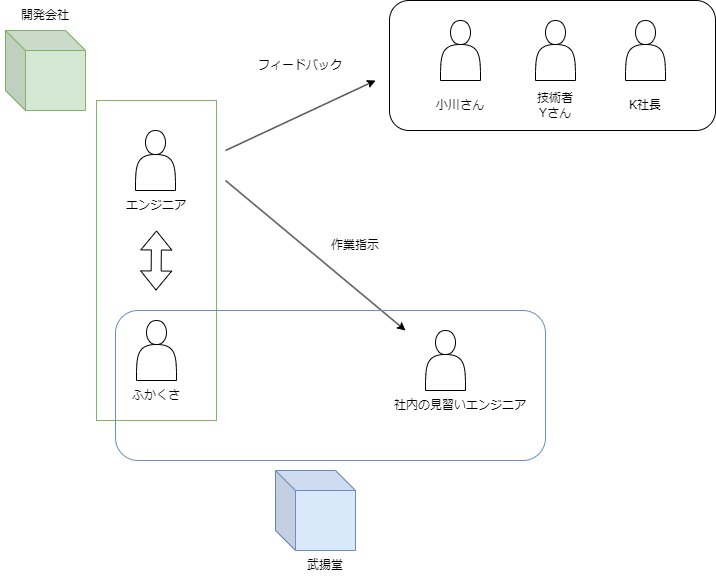 開発会社
フィードバック
小川さん
技術者
Yさん
K社長
エンジニア
作業指示
ふかくさ
社内の見習いエンジニア
武揚堂